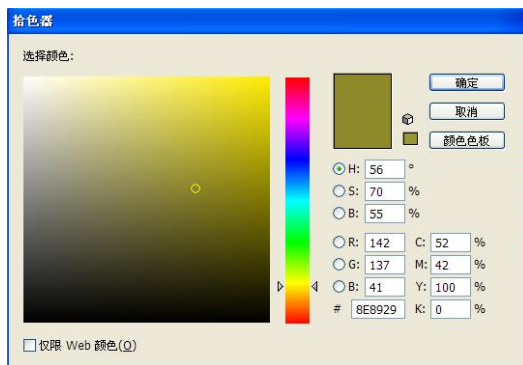 拾色器
选择颜色:
确定
取消
颜色色板
H: 56 °
S: 70 %
B: 55 %
R: 142 C: 52 %
G: 137 M: 42 %
B: 41 Y: 100 %
# 8E8929 K: 0 %
仅限 Web 颜色(O)